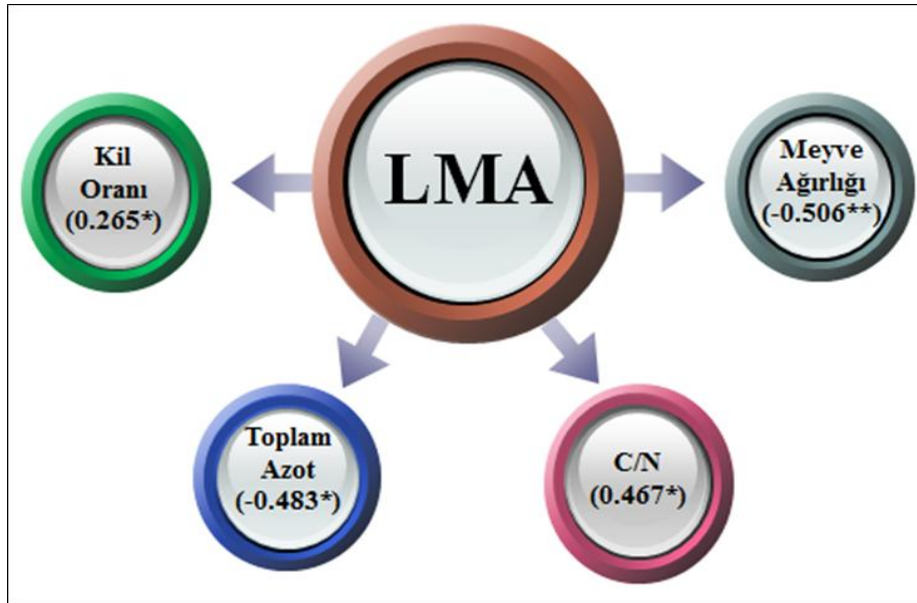 LMA
Kil
Oranı
(0.265*)
Meyve
Ağırlığı
(-0.506**)
Toplam
Azot
(-0.483*)
C/N
(0.467*)